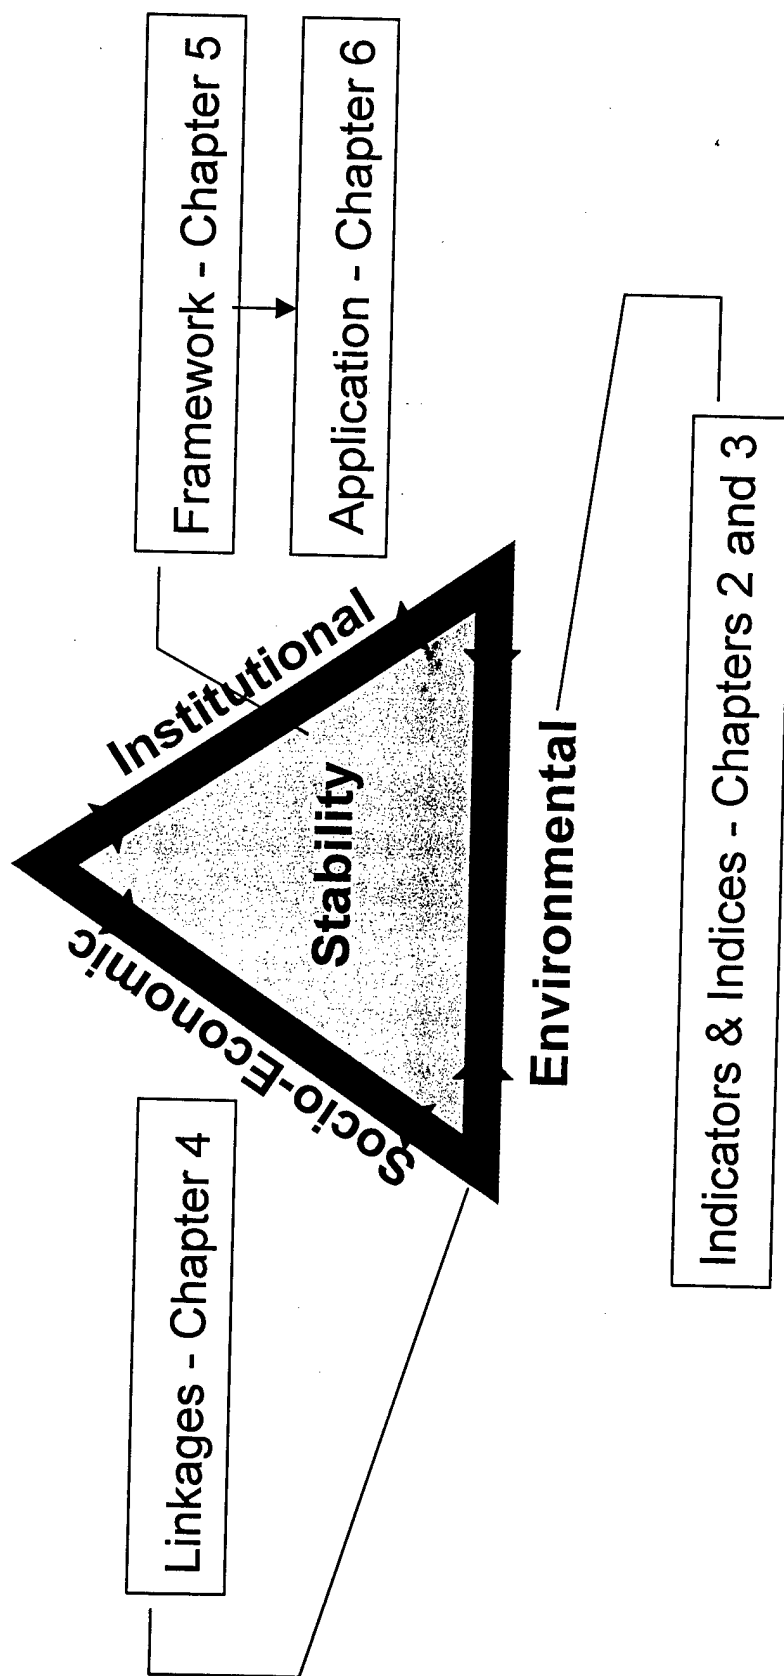 Linkages - Chapter 4
Framework - Chapter 5
Application - Chapter 6
Socio-Economic
Institutional
Stability
Environmental
Indicators & Indices - Chapters 2 and 3